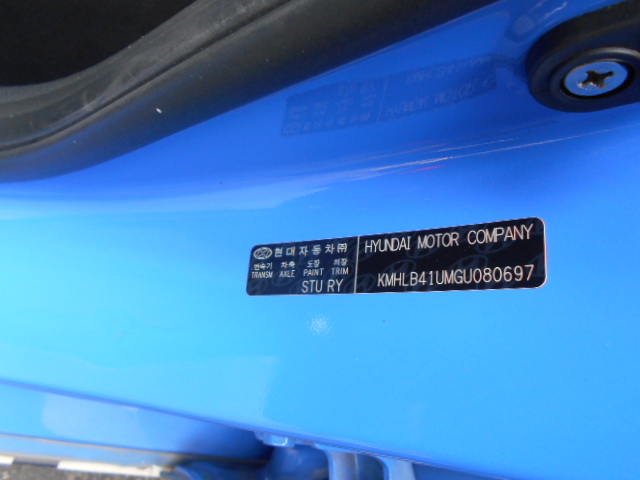 현대자동차㈜
변속기 차축 도장 의장
TRANSM AXLE PAINT TRIM
STU RY
HYUNDAI MOTOR COMPANY
KMHLB41UMGU080697